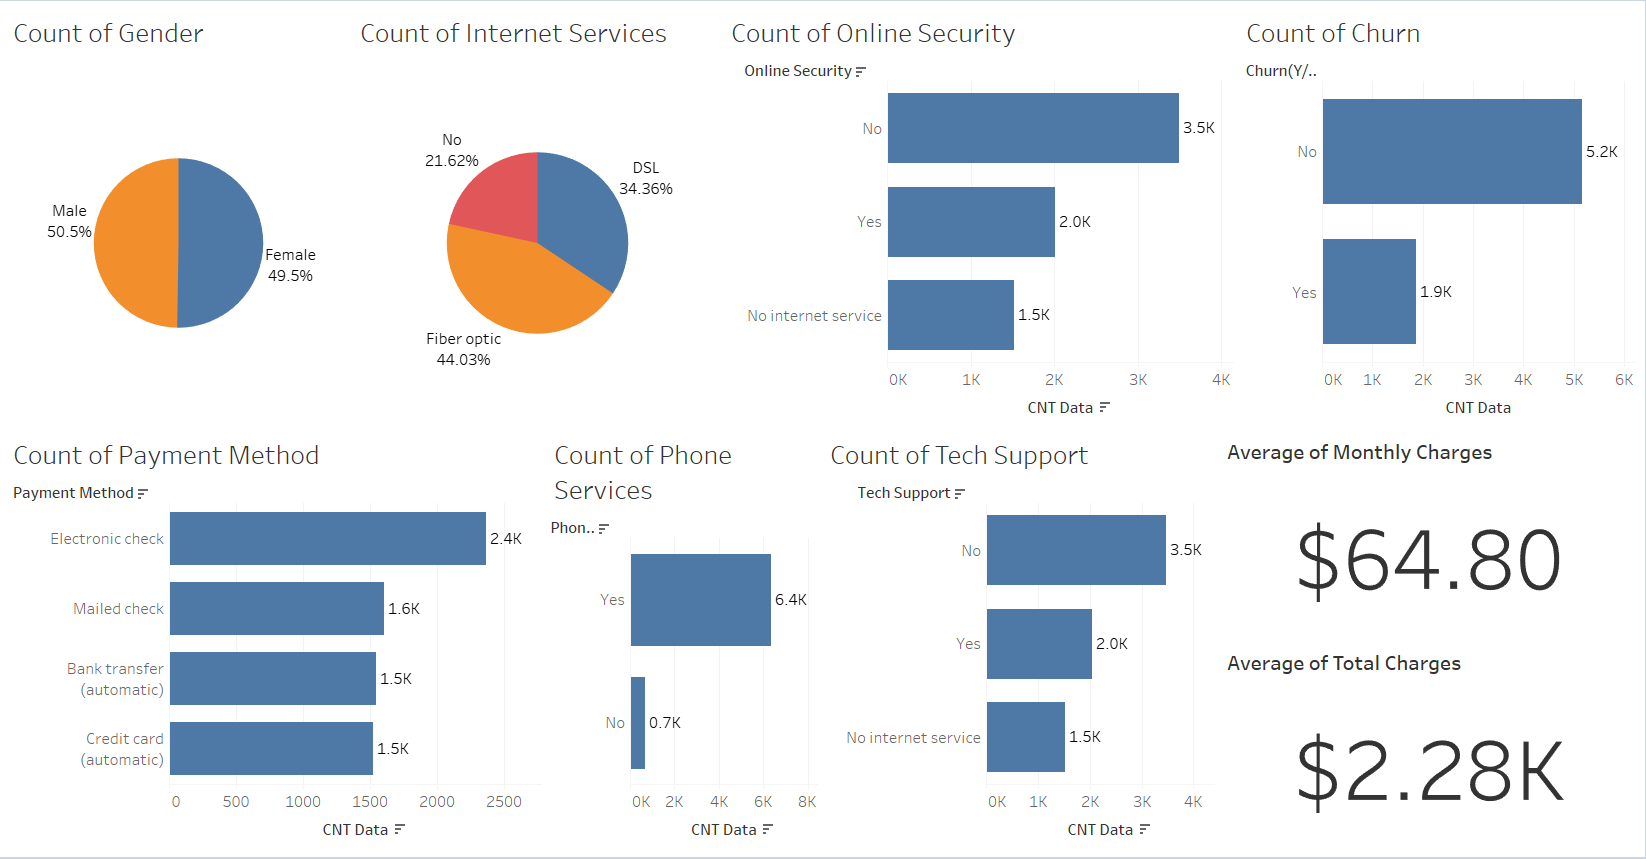 Count of Gender
Male
50.5%
Female
49.5%
Count of Internet Services
No
21.62%
DSL
34.36%
Fiber optic
44.03%
Count of Online Security
Online Security
No
3.5K
Yes
2.0K
No internet service
1.5K
0K 1K 2K 3K 4K
CNT Data
Count of Churn
Churn(Y/..
No
5.2K
Yes
1.9K
0K 1K 2K 3K 4K 5K 6K
CNT Data
Count of Payment Method
Payment Method
Electronic check
2.4K
Mailed check
1.6K
Bank transfer
(automatic)
1.5K
Credit card
(automatic)
1.5K
0 500 1000 1500 2000 2500
CNT Data
Count of Phone
Services
Phon..
Yes
6.4K
No
0.7K
0K 2K 4K 6K 8K
CNT Data
Count of Tech Support
Tech Support
No
3.5K
Yes
2.0K
No internet service
1.5K
0K 1K 2K 3K 4K
CNT Data
Average of Monthly Charges
$64.80
Average of Total Charges
$2.28K